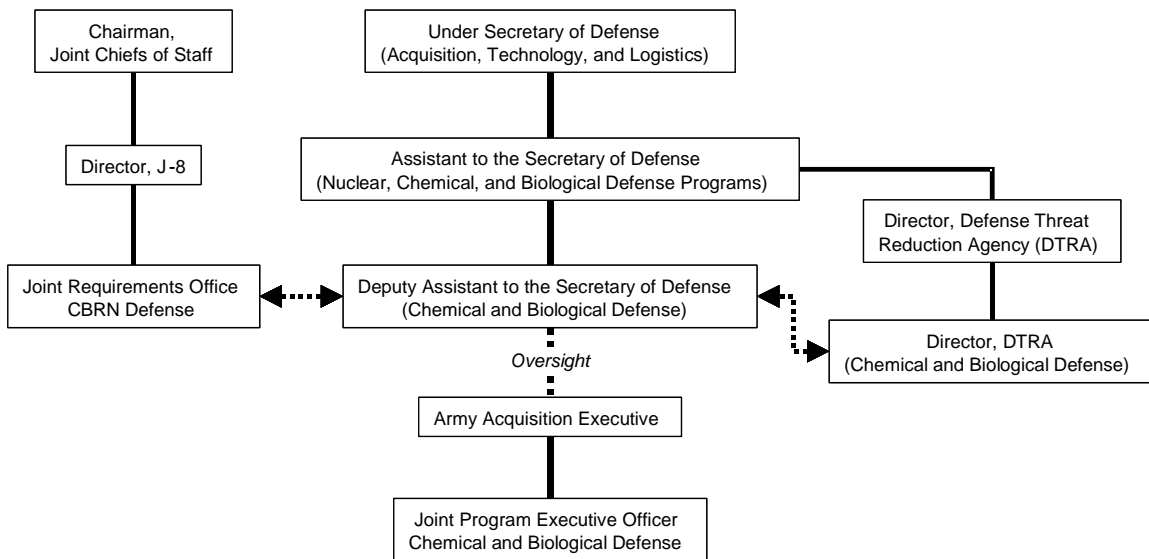 Chairman,
Joint Chiefs of Staff
Under Secretary of Defense
(Acquisition, Technology, and Logistics)
Director, J-8
Assistant to the Secretary of Defense
(Nuclear, Chemical, and Biological Defense Programs)
Director, Defense Threat
Reduction Agency (DTRA)
Joint Requirements Office
CBRN Defense
Deputy Assistant to the Secretary of Defense
(Chemical and Biological Defense)
Director, DTRA
(Chemical and Biological Defense)
Oversight
Army Acquisition Executive
Joint Program Executive Officer
Chemical and Biological Defense